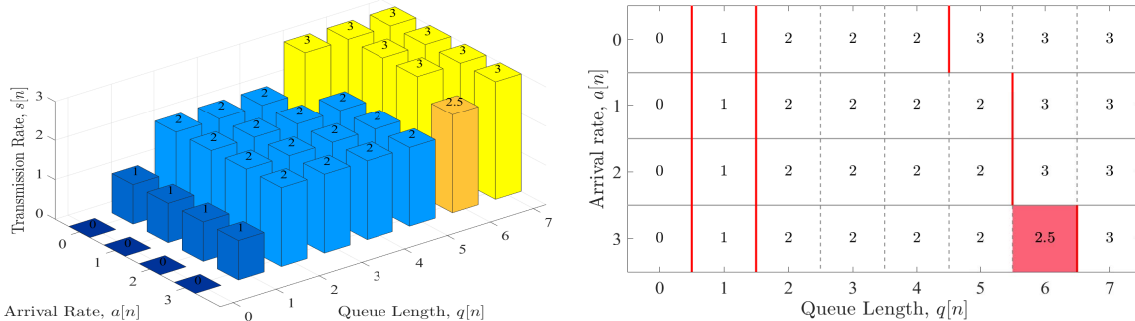 Transmission Rate, s[n]
3
2
1
0
3
3 3 3
3 3
3 3
2.5
2 2 2 2
2 2 2 2
2 2 2 2
2 2 2
1
1
1
1
0
0
0
0
0
1
2
3
Arrival Rate, a[n]
0
1
2
3
4
5
6
7
Queue Length, q[n]
Arrival rate, a[n]
0 0 1 2 2 2 3 3 3
1 0 1 2 2 2 2 3 3
2 0 1 2 2 2 2 3 3
3 0 1 2 2 2 2 2.5 3
0 1 2 3 4 5 6 7
Queue Length, q[n]